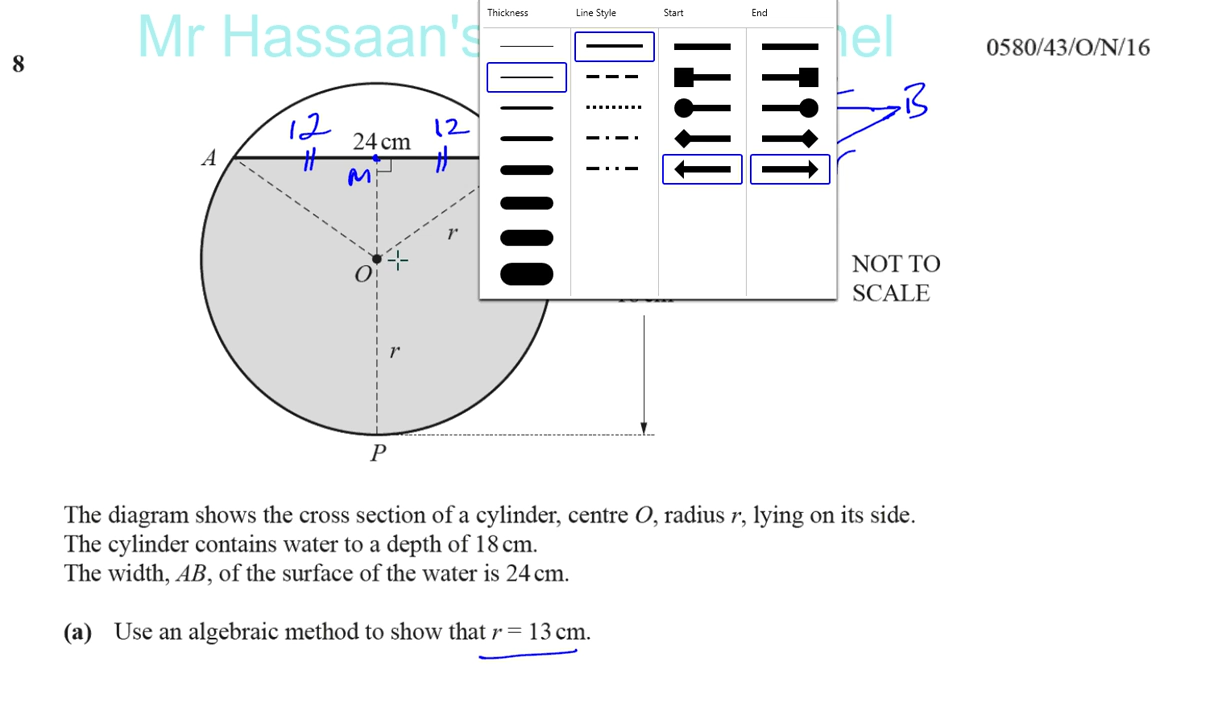 Thickness Line Style Start End
Mr Hassaan's nel
0580/43/O/N/16
8
B
12 12
24 cm
A
M
r
O
NOT TO
SCALE
r
P
The diagram shows the cross section of a cylinder, centre O, radius r, lying on its side.
The cylinder contains water to a depth of 18 cm.
The width, AB, of the surface of the water is 24 cm.
(a) Use an algebraic method to show that r = 13 cm.